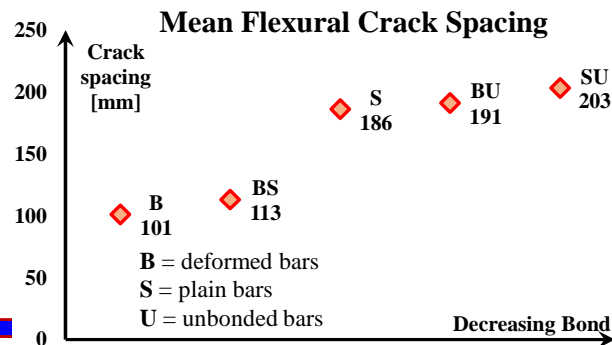 Mean Flexural Crack Spacing
250
200
150
100
50
0
Crack
spacing
[mm]
B
101
BS
113
S
186
BU
191
SU
203
B = deformed bars
S = plain bars
U = unbonded bars
Decreasing Bond